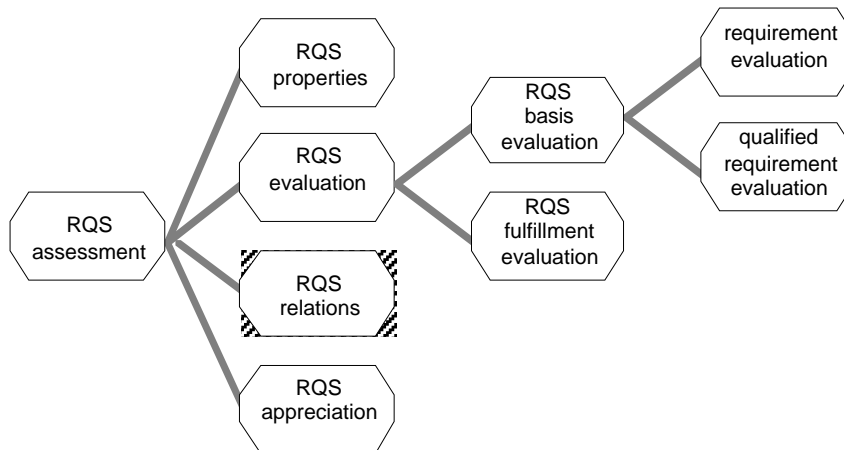 RQS
assessment
RQS
properties
RQS
evaluation
RQS
relations
RQS
appreciation
RQS
basis
evaluation
RQS
fulfillment
evaluation
requirement
evaluation
qualified
requirement
evaluation